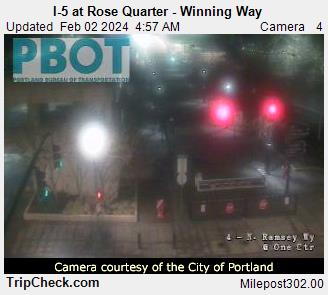 I-5 at Rose Quarter - Winning Way
Updated Feb 02 2024 4:57 AM Camera 4
PBOT
PORTLAND BUREAU OF TRANSPORTATION
4 - N. Ramsey Wy
@ One Ctr
Camera courtesy of the City of Portland
TripCheck.com Milepost302.00